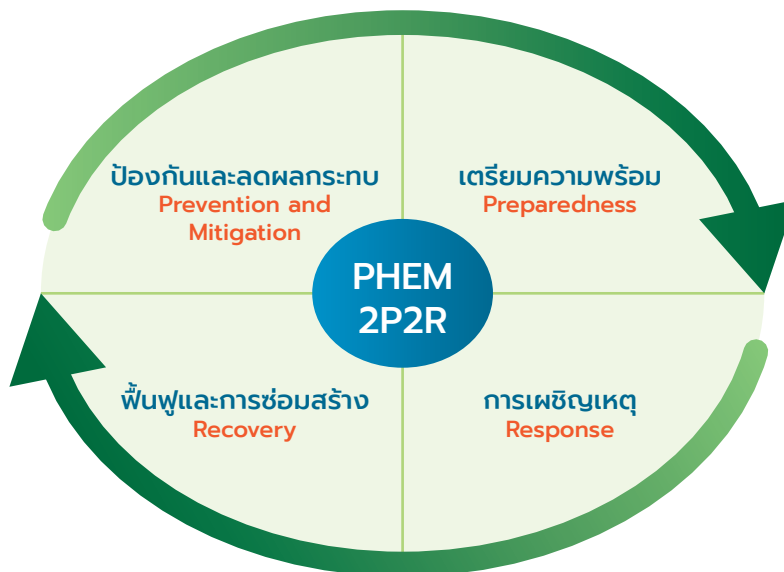 ป้องกันและลดผลกระทบ
Prevention and
Mitigation
เตรียมความพร้อม
Preparedness
PHEM
2P2R
ฟื้นฟูและการซ่อมสร้าง
Recovery
การเผชิญเหตุ
Response